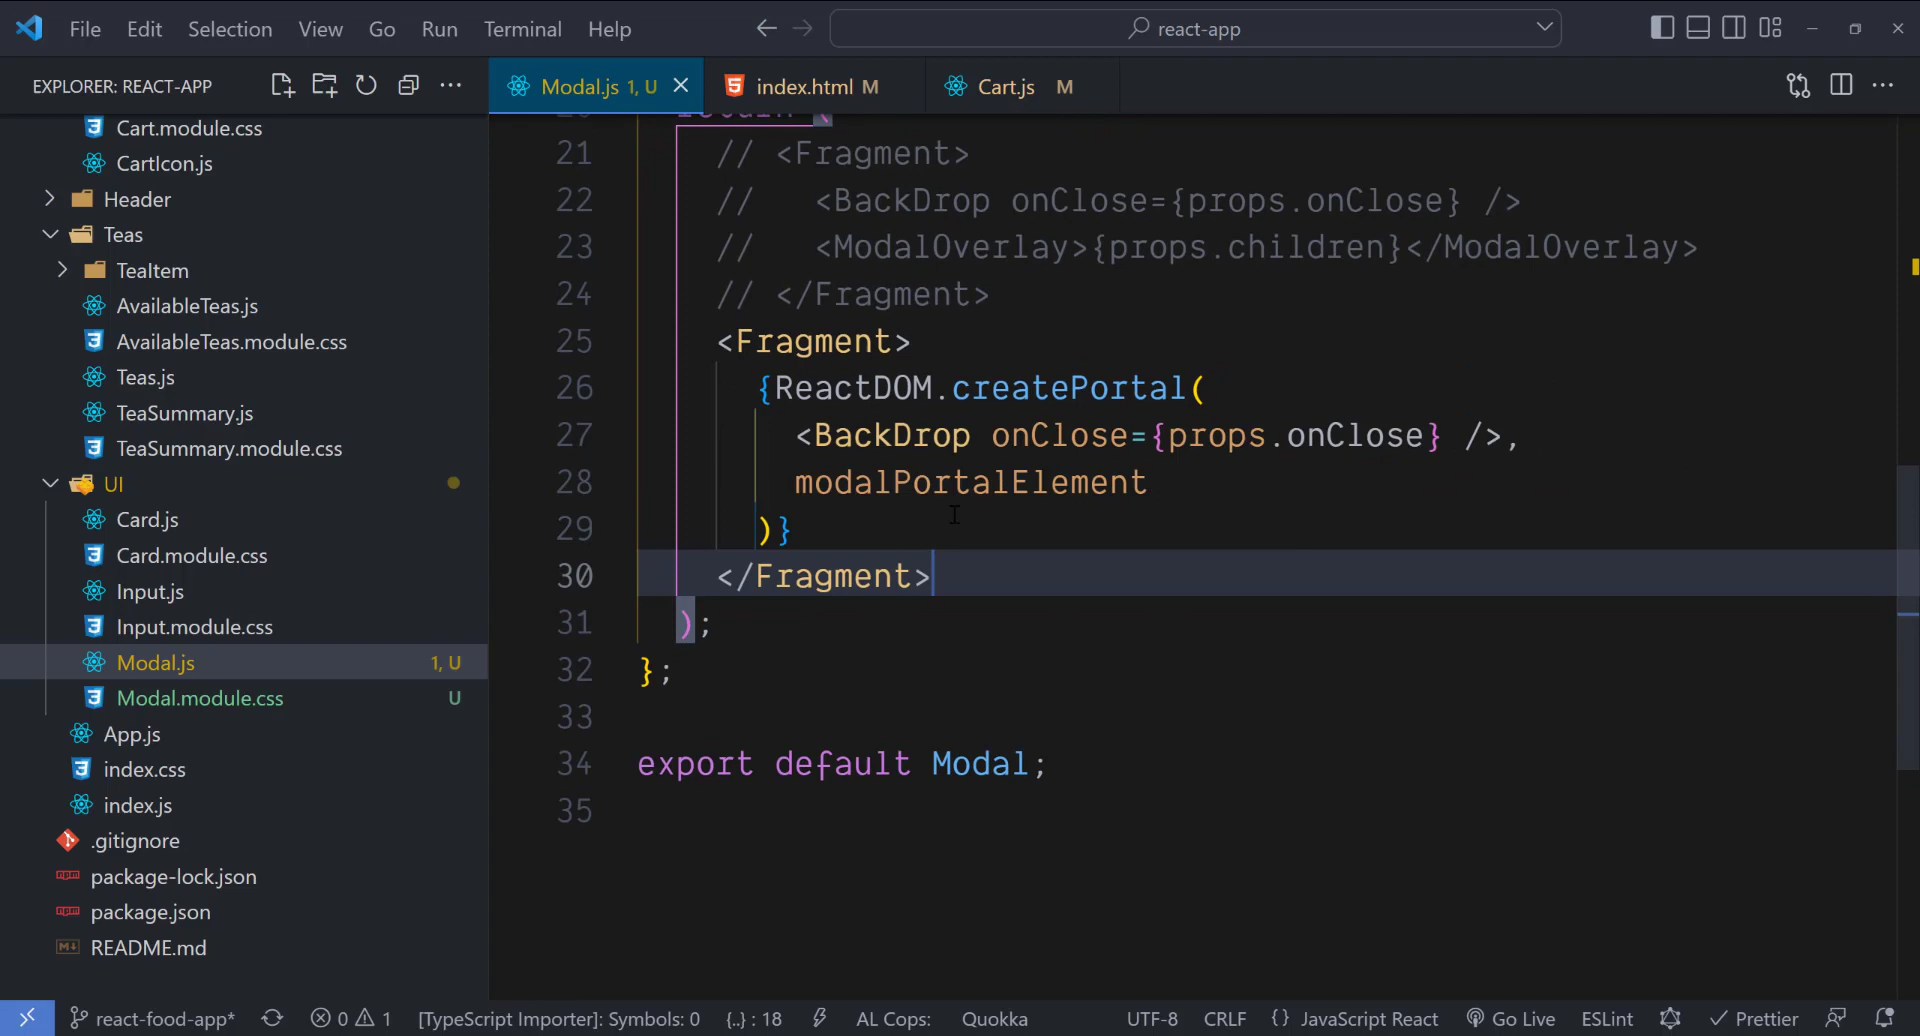 File Edit Selection View Go Run Terminal Help
react-app
EXPLORER: REACT-APP
Modal.js 1, U
index.html M
Cart.js M
Cart.module.css
CartIcon.js
Header
Teas
TeaItem
AvailableTeas.js
AvailableTeas.module.css
Teas.js
TeaSummary.js
TeaSummary.module.css
UI
Card.js
Card.module.css
Input.js
Input.module.css
Modal.js 1, U
Modal.module.css U
App.js
index.css
index.js
.gitignore
package-lock.json
package.json
README.md
20 return (
21 // <Fragment>
22 // <BackDrop onClose={props.onClose} />
23 // <ModalOverlay>{props.children}</ModalOverlay>
24 // </Fragment>
25 <Fragment>
26 {ReactDOM.createPortal(
27 <BackDrop onClose={props.onClose} />,
28 modalPortalElement
29 )}
30 </Fragment>
31 );
32 };
33
34 export default Modal;
35
react-food-app* 0 1 [TypeScript Importer]: Symbols: 0 {..} : 18 AL Cops: Quokka UTF-8 CRLF {} JavaScript React Go Live ESLint Prettier